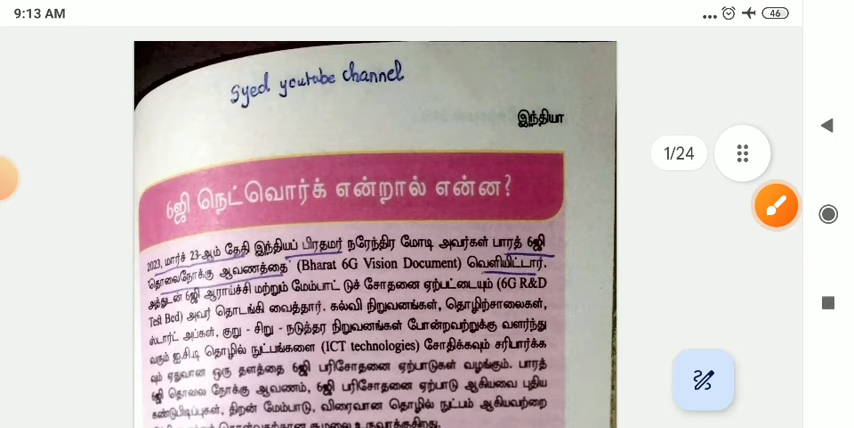 9:13 AM
46
Syed youtube channel
இந்தியா
1/24
6ஜி நெட்வொர்க் என்றால் என்ன?
2023, மார்ச் 23-ஆம் தேதி இந்தியப் பிரதமர் நரேந்திர மோடி அவர்கள் பாரத் 6ஜி
'தொலைநோக்கு ஆவணத்தை' (Bharat 6G Vision Document) வெளியிட்டார்.
அத்துடன் 6ஜி ஆராய்ச்சி மற்றும் மேம்பாட் டுச் சோதனை ஏற்பாட்டையும் (6G R&D
Test Bed) அவர் தொடங்கி வைத்தார். கல்வி நிறுவனங்கள், தொழிற்சாலைகள்,
ஸ்டார்ட் அப்கள், குறு - சிறு - நடுத்தர நிறுவனங்கள் போன்றவற்றுக்கு வளர்ந்து
வரும் ஐ.சி.டி தொழில் நுட்பங்களை (ICT technologies) சோதிக்கவும் சரிபார்க்க
வும் ஏதுவான ஒரு தளத்தை 6ஜி பரிசோதனை ஏற்பாடுகள் வழங்கும். பாரத்
6ஜி தொலை நோக்கு ஆவணம், 6ஜி பரிசோதனை ஏற்பாடு ஆகியவை புதிய
கண்டுபிடிப்புகள், திறன் மேம்பாடு, விரைவான தொழில் நுட்பம் ஆகியவற்றை